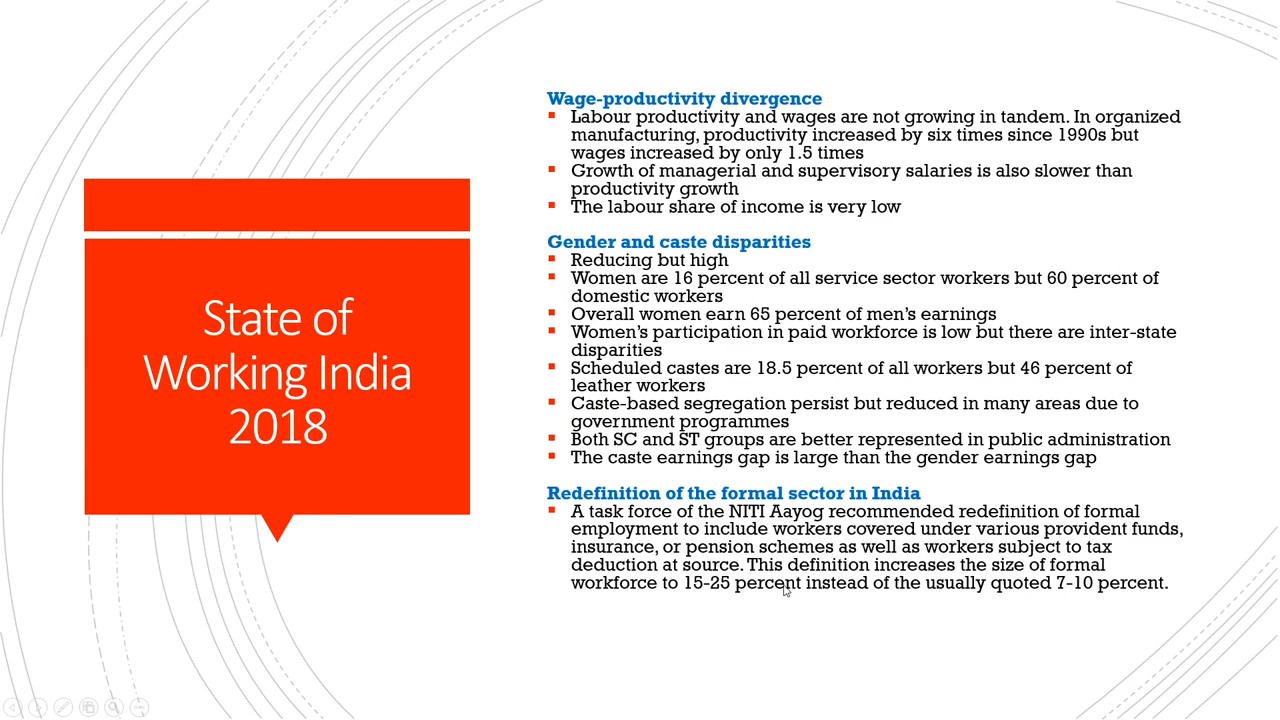 State of
Working India
2018
Wage-productivity divergence
▪ Labour productivity and wages are not growing in tandem. In organized
manufacturing, productivity increased by six times since 1990s but
wages increased by only 1.5 times
▪ Growth of managerial and supervisory salaries is also slower than
productivity growth
▪ The labour share of income is very low
Gender and caste disparities
▪ Reducing but high
▪ Women are 16 percent of all service sector workers but 60 percent of
domestic workers
▪ Overall women earn 65 percent of men’s earnings
▪ Women’s participation in paid workforce is low but there are inter-state
disparities
▪ Scheduled castes are 18.5 percent of all workers but 46 percent of
leather workers
▪ Caste-based segregation persist but reduced in many areas due to
government programmes
▪ Both SC and ST groups are better represented in public administration
▪ The caste earnings gap is large than the gender earnings gap
Redefinition of the formal sector in India
▪ A task force of the NITI Aayog recommended redefinition of formal
employment to include workers covered under various provident funds,
insurance, or pension schemes as well as workers subject to tax
deduction at source. This definition increases the size of formal
workforce to 15-25 percent instead of the usually quoted 7-10 percent.